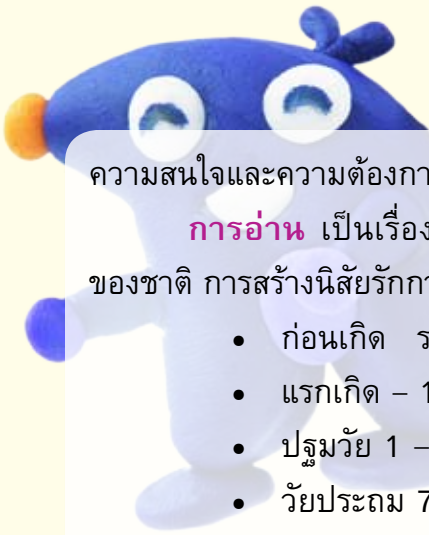 ความสนใจและความต้องกา
การอ่าน เป็นเรื่อง
ของชาติ การสร้างนิสัยรักกา
• ก่อนเกิด ร
• แรกเกิด – 1
• ปฐมวัย 1 –
• วัยประถม 7